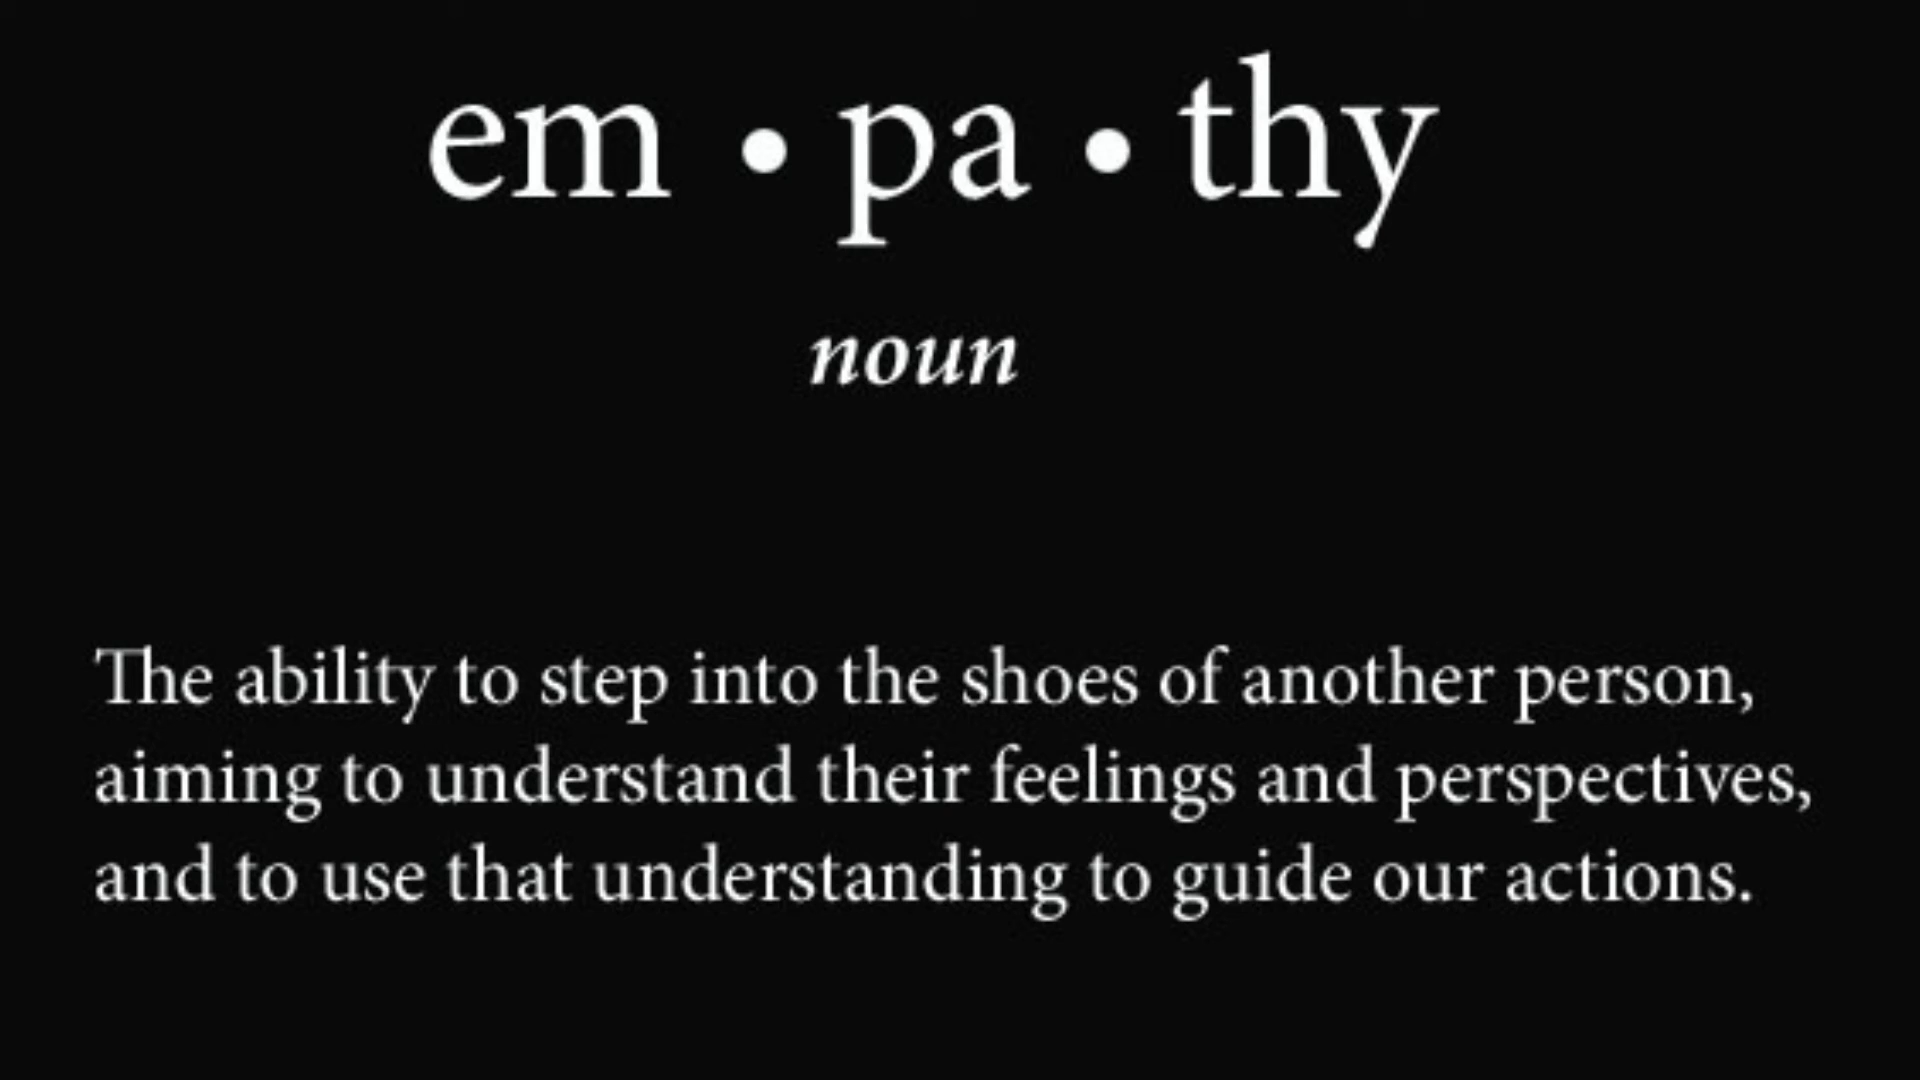 em • pa • thy
noun
The ability to step into the shoes of another person,
aiming to understand their feelings and perspectives,
and to use that understanding to guide our actions.